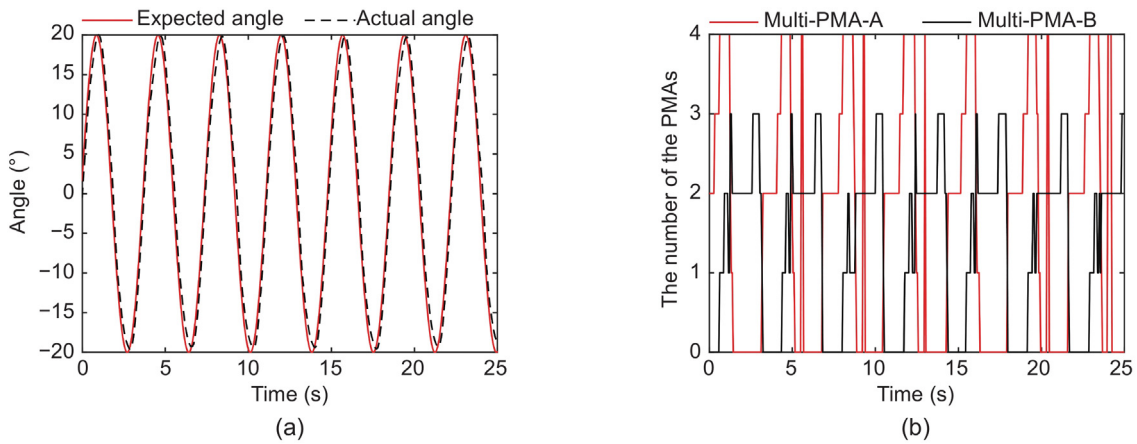 Expected angle Actual angle
20
15
10
5
0
−5
−10
−15
−20
Angle (°)
0 5 10 15 20 25
Time (s)
(a)
Multi-PMA-A Multi-PMA-B
4
3
2
1
0
The number of the PMAs
0 5 10 15 20 25
Time (s)
(b)